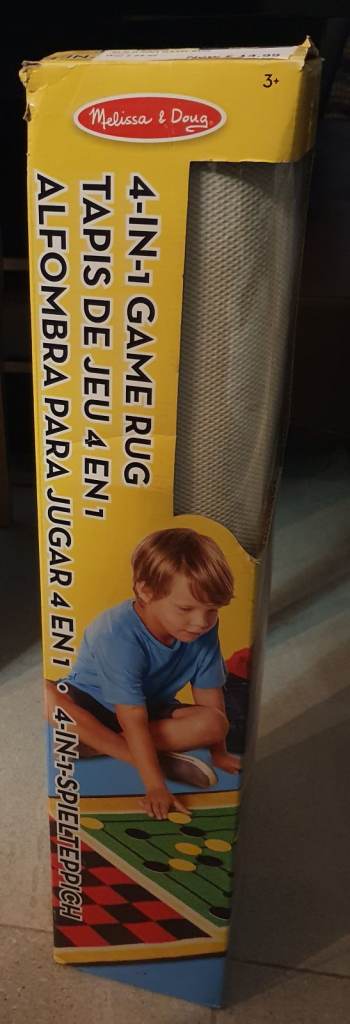 3+
Melissa & Doug
4-IN-1 GAME RUG
TAPIS DE JEU 4 EN 1
ALFOMBRA PARA JUGAR 4 EN 1 • 4-IN-1-SPIELTEPPICH